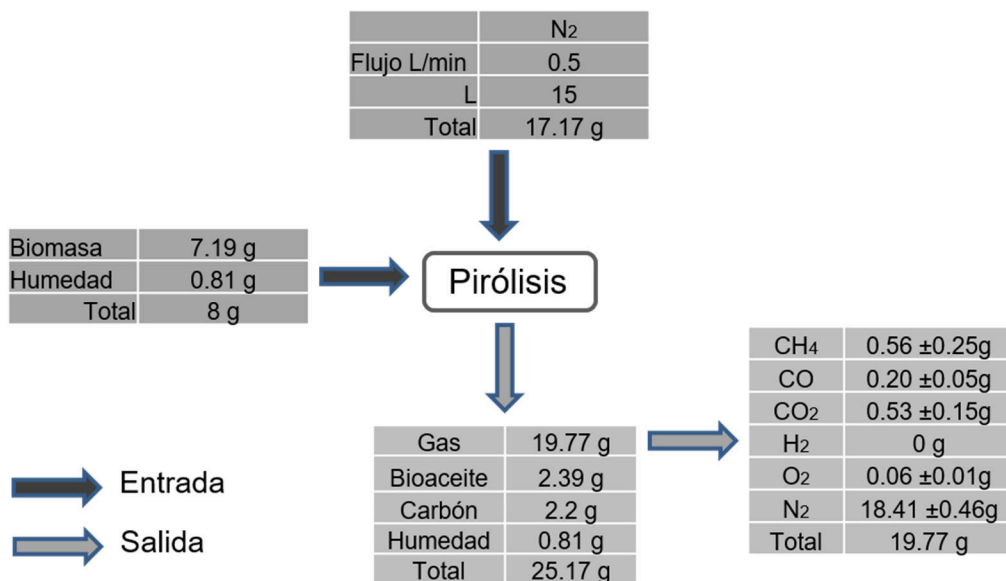 N2
Flujo L/min 0.5
L 15
Total 17.17 g
Biomasa 7.19 g
Humedad 0.81 g
Total 8 g
Pirólisis
Gas 19.77 g
Bioaceite 2.39 g
Carbón 2.2 g
Humedad 0.81 g
Total 25.17 g
CH4 0.56 ±0.25g
CO 0.20 ±0.05g
CO2 0.53 ±0.15g
H2 0 g
O2 0.06 ±0.01g
N2 18.41 ±0.46g
Total 19.77 g
Entrada
Salida